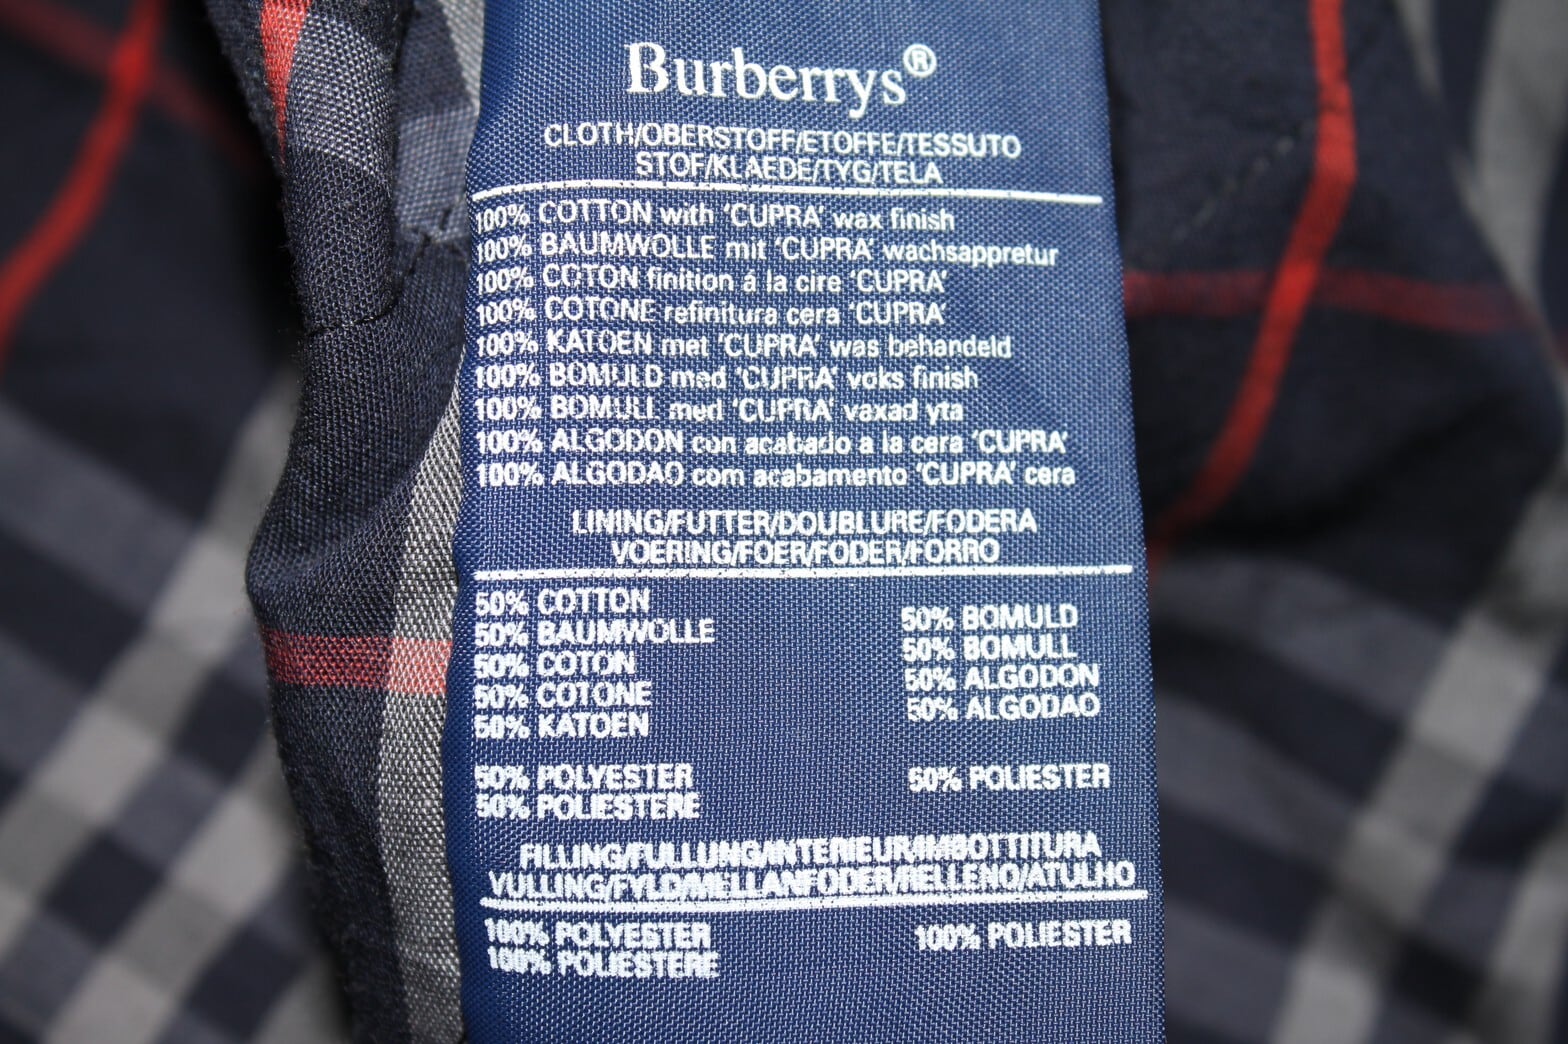 Burberrys®
CLOTH/OBERSTOFF/ETOFFE/TESSUTO
STOF/KLAEDE/TYG/TELA
100% COTTON with 'CUPRA' wax finish
100% BAUMWOLLE mit 'CUPRA' wachsappretur
100% COTON finition á la cire 'CUPRA'
100% COTONE refinitura cera 'CUPRA'
100% KATOEN met 'CUPRA' was behandeld
100% BOMULD med 'CUPRA' voks finish
100% BOMULL med 'CUPRA' vaxad yta
100% ALGODON con acabado a la cera 'CUPRA'
100% ALGODAO com acabamento 'CUPRA' cera
LINING/FUTTER/DOUBLURE/FODERA
VOERING/FOER/FODER/FORRO
50% COTTON
50% BAUMWOLLE
50% COTON
50% COTONE
50% KATOEN
50% BOMULD
50% BOMULL
50% ALGODON
50% ALGODAO
50% POLYESTER
50% POLIESTERE
50% POLIESTER
FILLING/FULLUNG/INTERIEUR/IMBOTTITURA
VULLING/FYLD/MELLANFODER/RELLENO/ATULHO
100% POLYESTER
100% POLIESTERE
100% POLIESTER